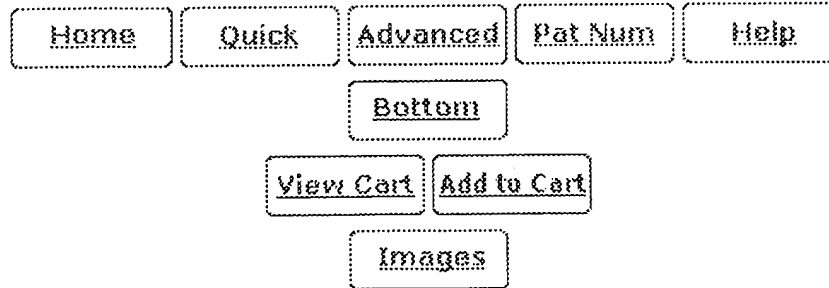 Home Quick Advanced Pat Num Help
Bottom
View Cart Add to Cart
Images